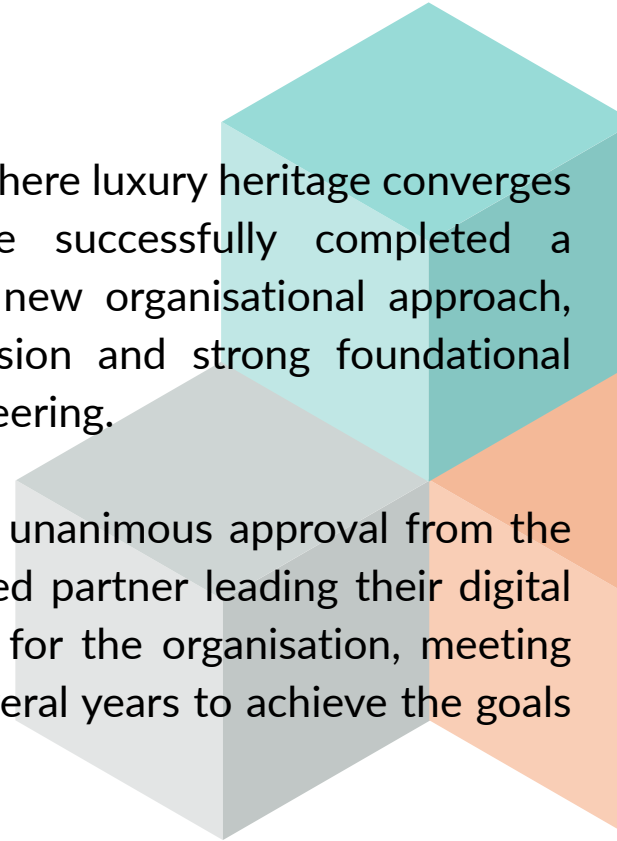 here luxury heritage converges
e successfully completed a
new organisational approach,
sion and strong foundational
eering.
unanimous approval from the
ed partner leading their digital
for the organisation, meeting
eral years to achieve the goals